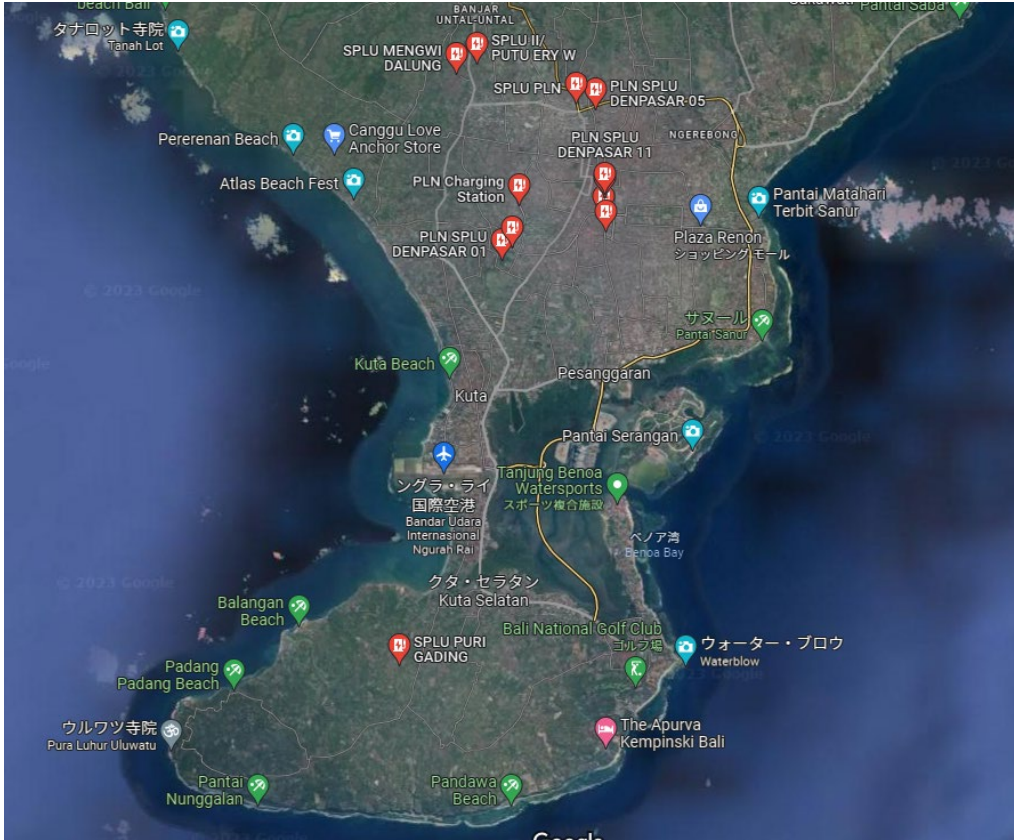 beach Bali
Pantai Saba
タナロット寺院
Tanah Lot
BANJAR
UNTAL-UNTAL
SPLU MENGWI
DALUNG
SPLU II/
PUTU ERY W
SPLU PLN
PLN SPLU
DENPASAR 05
Pererenan Beach
Canggu Love
Anchor Store
PLN SPLU
DENPASAR 11
NGEREBONG
Atlas Beach Fest
PLN Charging
Station
Pantai Matahari
Terbit Sanur
PLN SPLU
DENPASAR 01
Plaza Renon
ショッピング モール
© 2023 Google
サヌール
Pantai Sanur
Kuta Beach
Pesanggaran
Kuta
Pantai Serangan
© 2023 Google
Tanjung Benoa
Watersports
スポーツ複合施設
ングラ・ライ
国際空港
Bandar Udara
Internasional
Ngurah Rai
ベノア湾
Benoa Bay
© 2023 Google
クタ・セラタン
Kuta Selatan
Balangan
Beach
Bali National Golf Club
ゴルフ場
SPLU PURI
GADING
ウォーター・ブロウ
Waterblow
Padang
Padang Beach
ウルワツ寺院
Pura Luhur Uluwatu
The Apurva
Kempinski Bali
Pantai
Nunggalan
Pandawa
Beach
Google